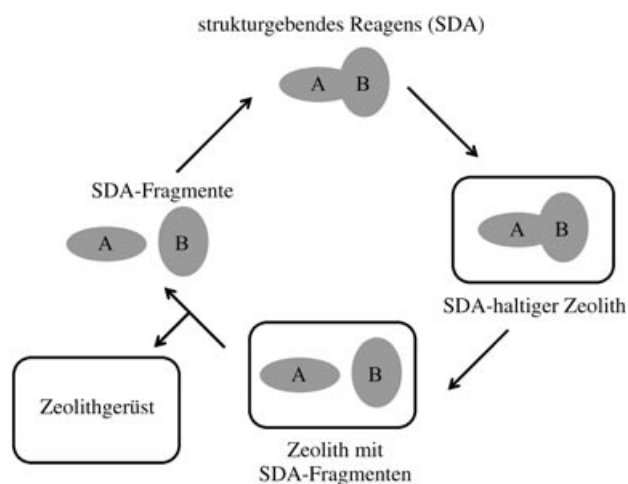 strukturgebendes Reagens (SDA)
A B
SDA-Fragmente
A B
A B
SDA-haltiger Zeolith
A B
Zeolithgerüst
Zeolith mit
SDA-Fragmenten